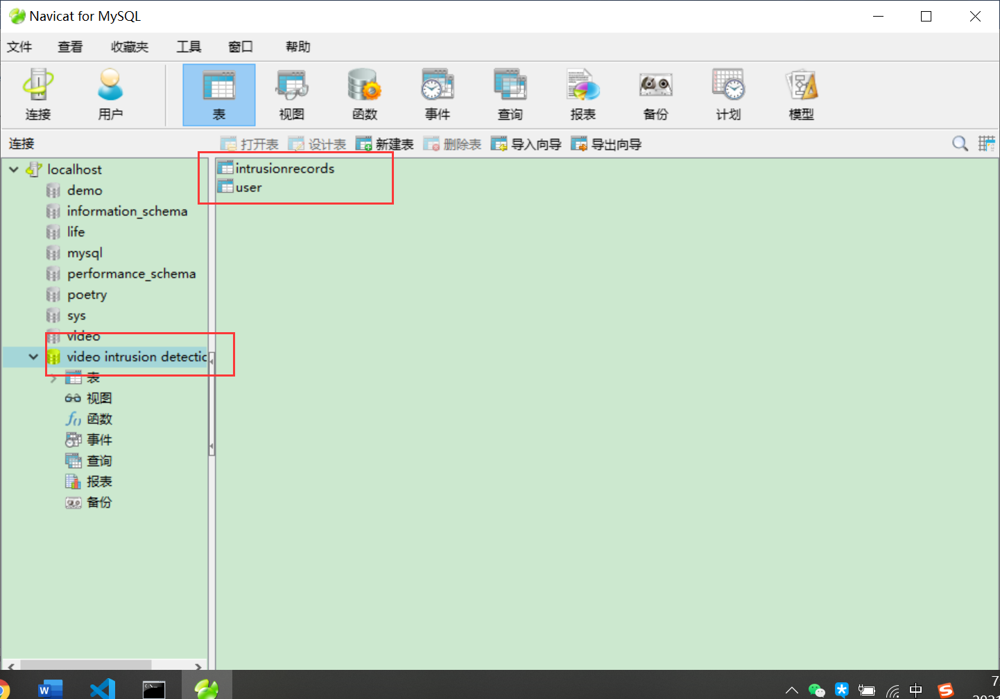 Navicat for MySQL
文件 查看 收藏夹 工具 窗口 帮助
连接 用户 表 视图 函数 事件 查询 报表 备份 计划 模型
连接 打开表 设计表 新建表 删除表 导入向导 导出向导
localhost
demo
information_schema
life
mysql
performance_schema
poetry
sys
video
video intrusion detectio
表
视图
函数
事件
查询
报表
备份
intrusionrecords
user
中